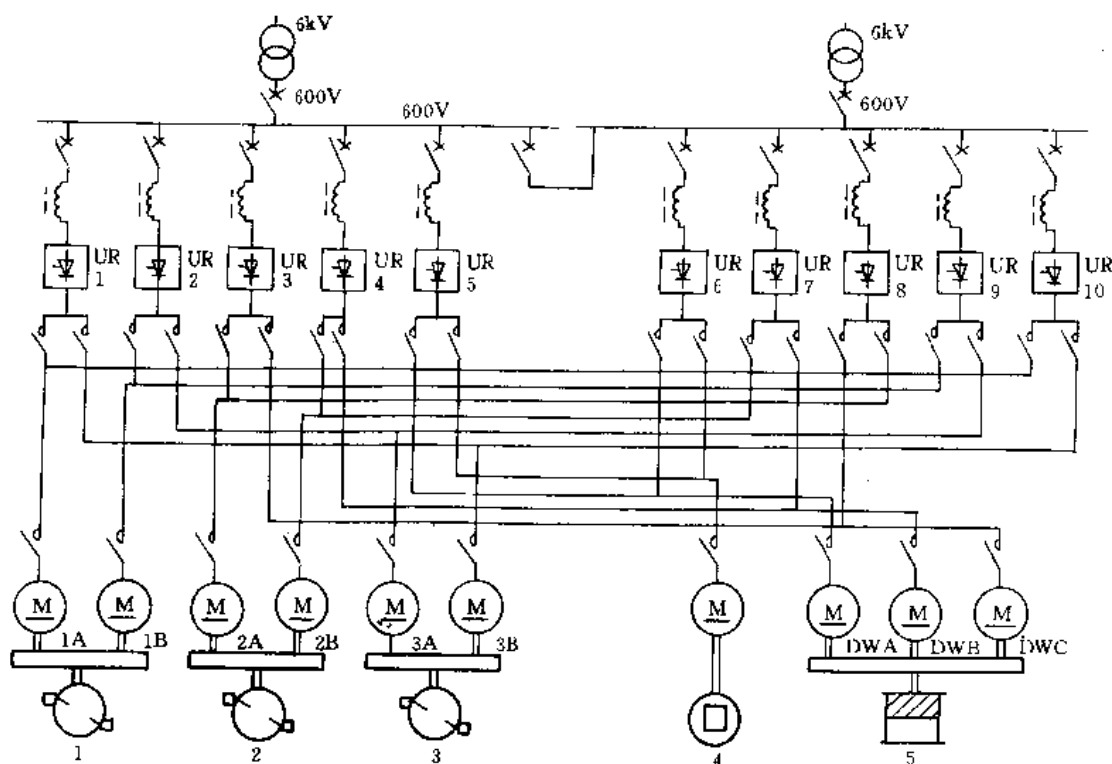 6kV 6kV
600V 600V 600V
UR 1 UR 2 UR 3 UR 4 UR 5 UR 6 UR 7 UR 8 UR 9 UR 10
M M M M M M M M M M
1A 1B 2A 2B 3A 3B DWA DWB DWC
1 2 3 4 5